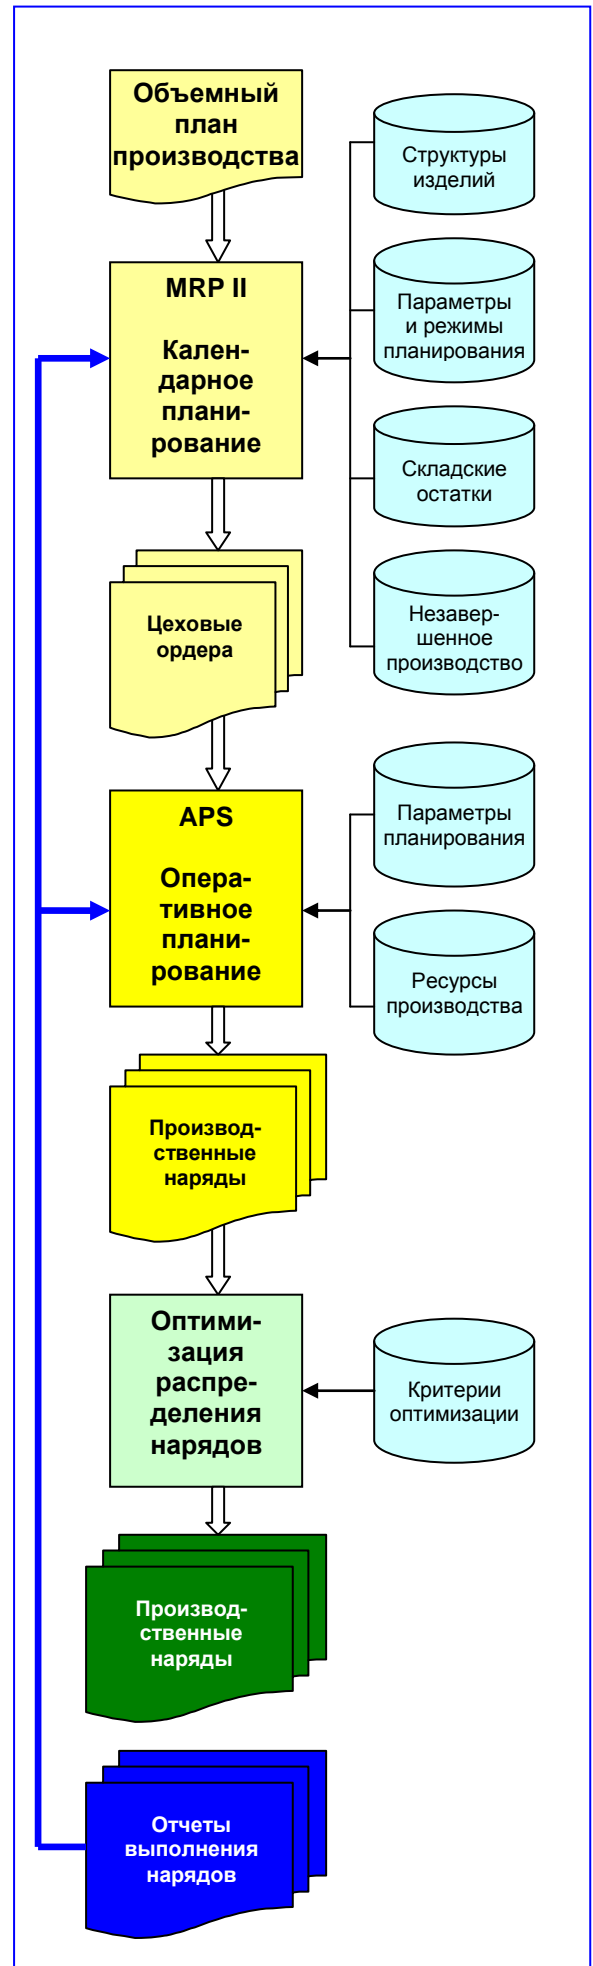 Объемный
план
производства
Структуры
изделий
MRP II
Кален-
дарное
плани-
рование
Параметры
и режимы
планирования
Складские
остатки
Цеховые
ордера
Незавер-
шенное
производство
APS
Опера-
тивное
плани-
рование
Параметры
планирования
Ресурсы
производства
Производ-
ственные
наряды
Оптими-
зация
распре-
деления
нарядов
Критерии
оптимизации
Производ-
ственные
наряды
Отчеты
выполнения
нарядов